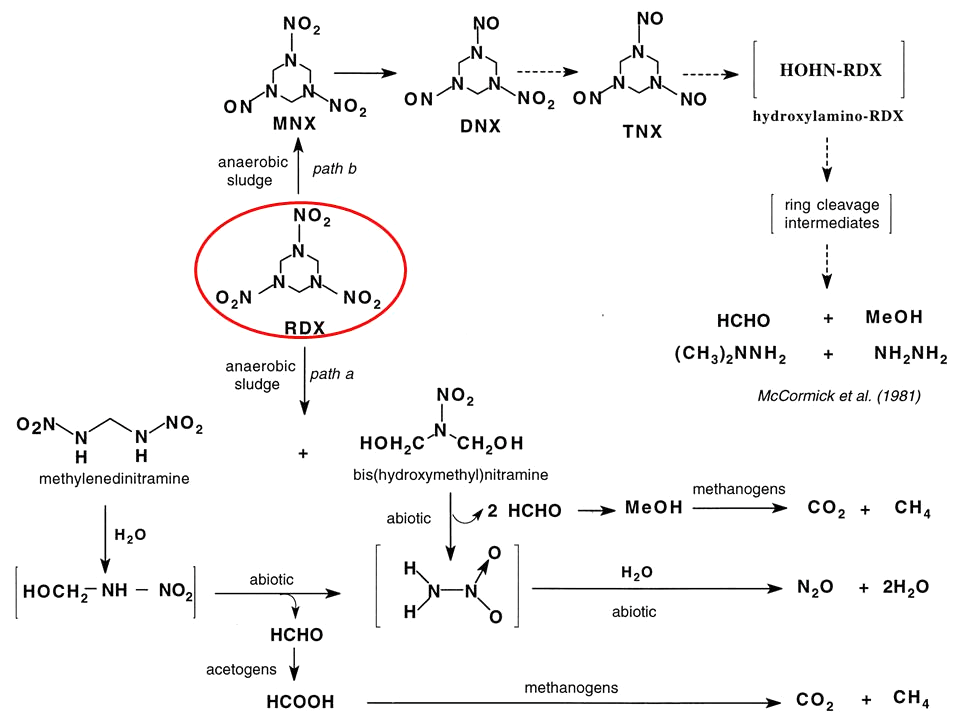 NO₂
N
N N
ON NO₂
MNX
NO
N
N N
ON NO₂
DNX
NO
N
N N
ON NO
TNX
[ HOHN-RDX ]
hydroxylamino-RDX
anaerobic
sludge
path b
[ ring cleavage
intermediates ]
NO₂
N
N N
O₂N NO₂
RDX
HCHO + MeOH
(CH₃)₂NNH₂ + NH₂NH₂
McCormick et al. (1981)
anaerobic
sludge
path a
O₂N NO₂
N N
H H
methylenedinitramine
+
NO₂
N
HOH₂C CH₂OH
bis(hydroxymethyl)nitramine
H₂O
abiotic
2 HCHO
MeOH
methanogens
CO₂ + CH₄
[ HOCH₂ – NH – NO₂ ]
abiotic
HCHO
H O
N – N
H O
H₂O
abiotic
N₂O + 2H₂O
acetogens
HCOOH
methanogens
CO₂ + CH₄